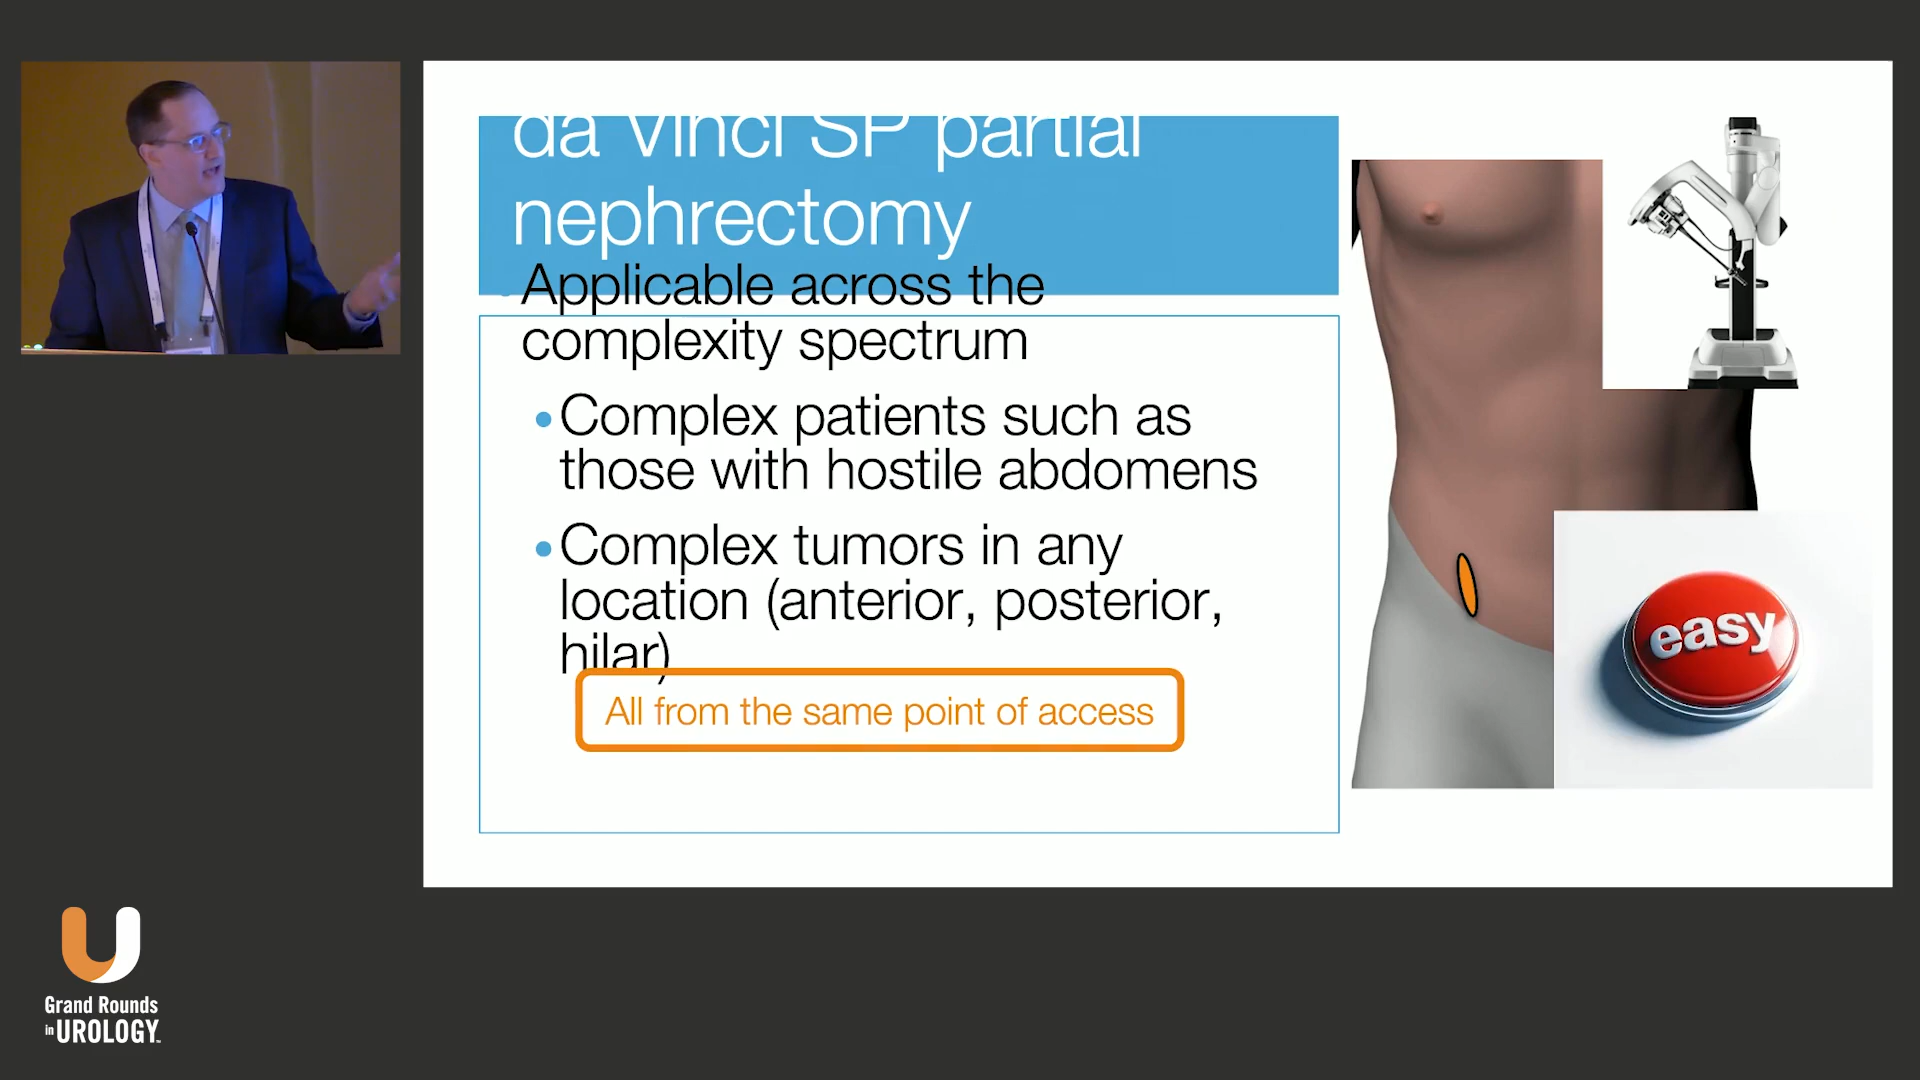 da Vinci SP partial
nephrectomy
Applicable across the
complexity spectrum
•Complex patients such as
those with hostile abdomens
•Complex tumors in any
location (anterior, posterior,
hilar)
All from the same point of access
easy
Grand Rounds
in UROLOGY